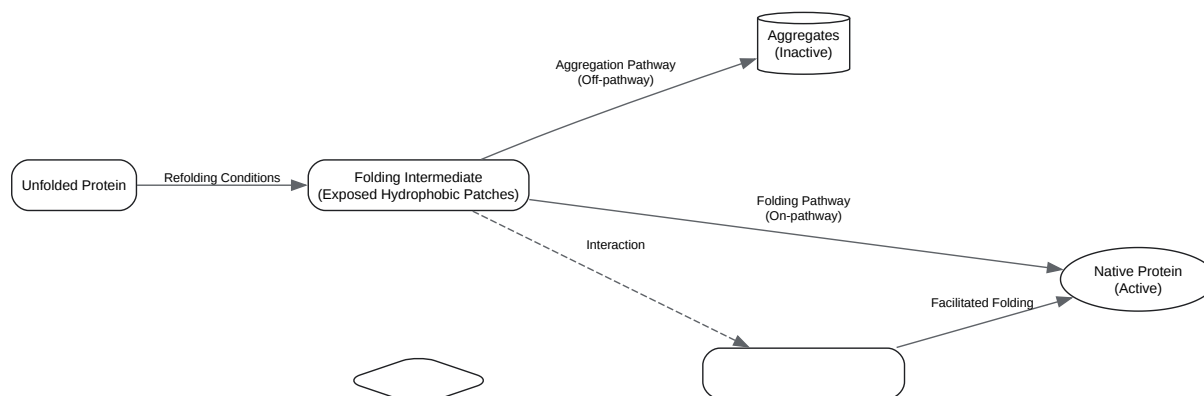 Aggregates
(Inactive)
Aggregation Pathway
(Off-pathway)
Unfolded Protein
Refolding Conditions
Folding Intermediate
(Exposed Hydrophobic Patches)
Folding Pathway
(On-pathway)
Interaction
Native Protein
(Active)
Facilitated Folding